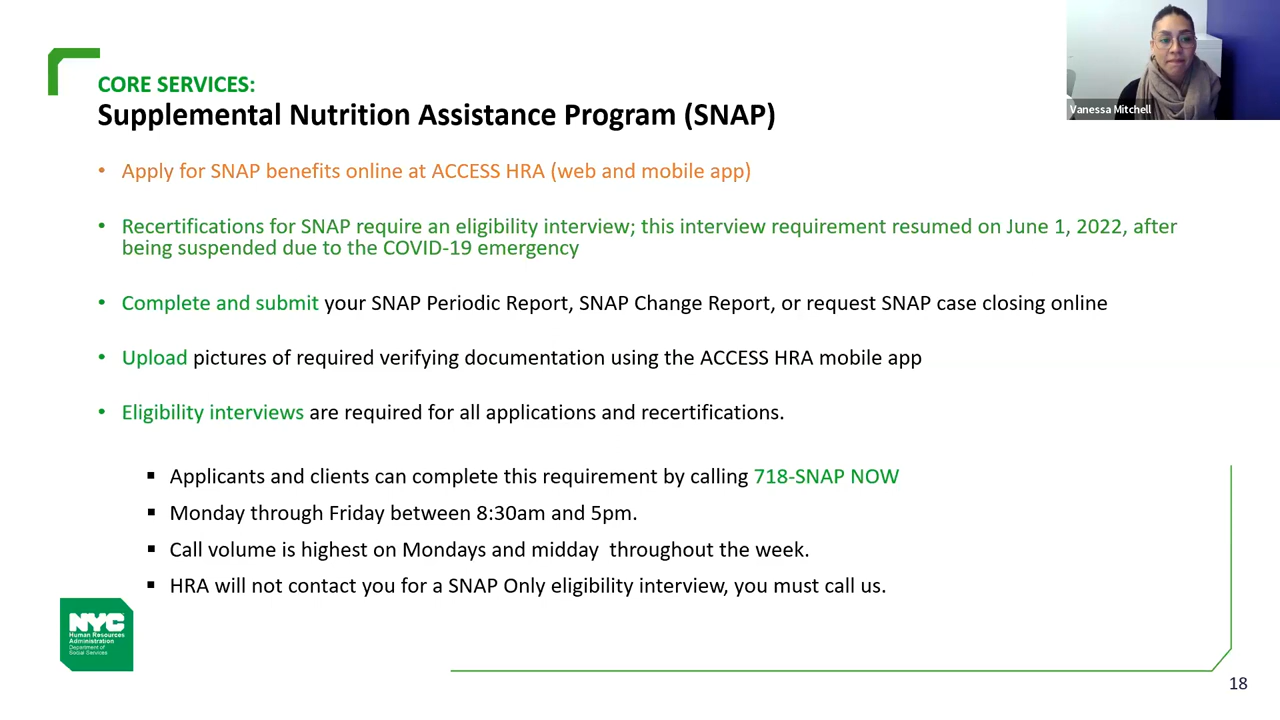 Vanessa Mitchell
CORE SERVICES:
Supplemental Nutrition Assistance Program (SNAP)
• Apply for SNAP benefits online at ACCESS HRA (web and mobile app)
• Recertifications for SNAP require an eligibility interview; this interview requirement resumed on June 1, 2022, after
being suspended due to the COVID-19 emergency
• Complete and submit your SNAP Periodic Report, SNAP Change Report, or request SNAP case closing online
• Upload pictures of required verifying documentation using the ACCESS HRA mobile app
• Eligibility interviews are required for all applications and recertifications.
▪ Applicants and clients can complete this requirement by calling 718-SNAP NOW
▪ Monday through Friday between 8:30am and 5pm.
▪ Call volume is highest on Mondays and midday throughout the week.
▪ HRA will not contact you for a SNAP Only eligibility interview, you must call us.
NYC
Human Resources
Administration
Department of
Social Services
18